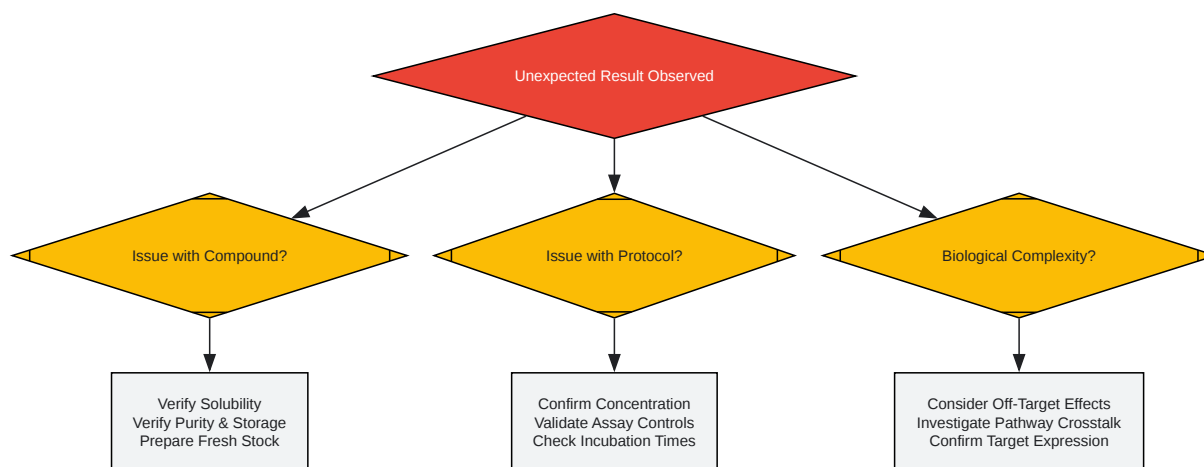 Unexpected Result Observed
Issue with Compound?
Issue with Protocol?
Biological Complexity?
Verify Solubility
Verify Purity & Storage
Prepare Fresh Stock
Confirm Concentration
Validate Assay Controls
Check Incubation Times
Consider Off-Target Effects
Investigate Pathway Crosstalk
Confirm Target Expression